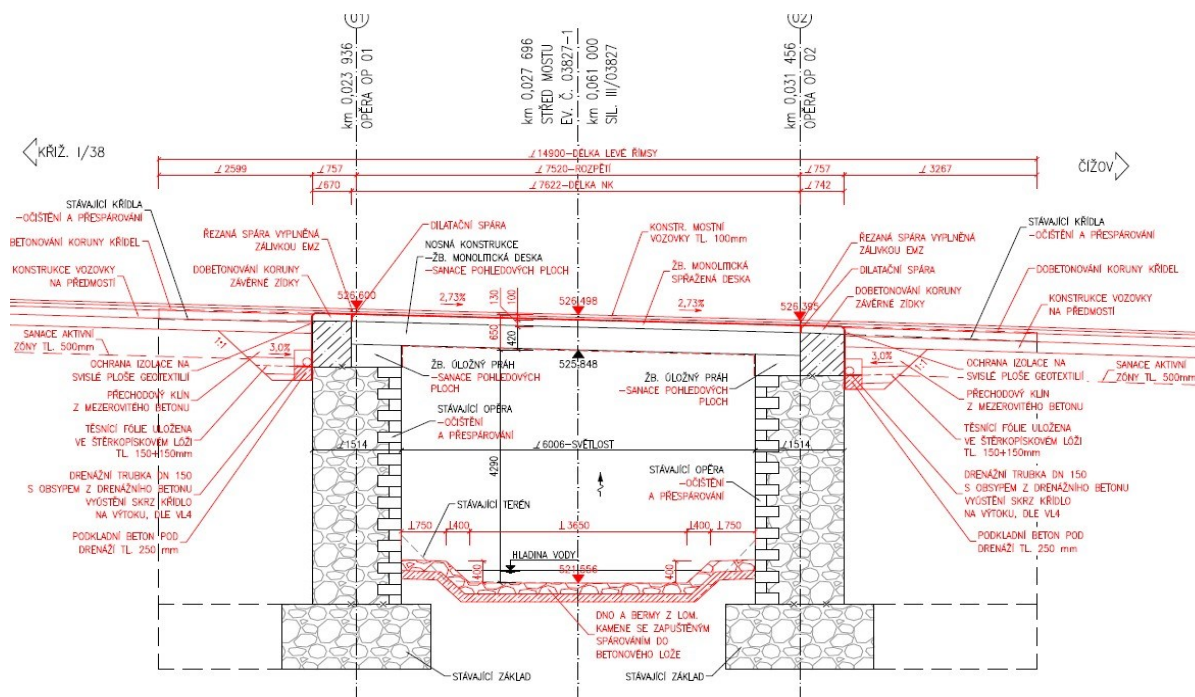 01
02
km 0,023 936
OPĚRA OP 01
km 0,027 696
STŘED MOSTU
EV. Č. 03827-1
km 0,061 000
SIL. III/03827
km 0,031 456
OPĚRA OP 02
KŘIŽ. I/38
ČÍŽOV
14900-DÉLKA LEVÉ ŘÍMSY
2599
757
7520-ROZPĚTÍ
757
3267
670
7622-DÉLKA NK
742
STÁVAJÍCÍ KŘÍDLA
-OČIŠTĚNÍ A PŘESPÁROVÁNÍ
BETONOVÁNÍ KORUNY KŘÍDEL
KONSTRUKCE VOZOVKY
NA PŘEDMOSTÍ
SANACE AKTIVNÍ
ZÓNY TL. 500mm
ŘEZANÁ SPÁRA VYPLNĚNÁ
ZÁLIVKOU EMZ
DOBETONOVÁNÍ KORUNY
ZÁVĚRNÉ ZÍDKY
DILATAČNÍ SPÁRA
NOSNÁ KONSTRUKCE
-ŽB. MONOLITICKÁ DESKA
-SANACE POHLEDOVÝCH PLOCH
KONSTR. MOSTNÍ
VOZOVKY TL. 100mm
ŽB. MONOLITICKÁ
SPŘAŽENÁ DESKA
ŘEZANÁ SPÁRA VYPLNĚNÁ
ZÁLIVKOU EMZ
DILATAČNÍ SPÁRA
DOBETONOVÁNÍ KORUNY
ZÁVĚRNÉ ZÍDKY
STÁVAJÍCÍ KŘÍDLA
-OČIŠTĚNÍ A PŘESPÁROVÁNÍ
DOBETONOVÁNÍ KORUNY KŘÍDEL
KONSTRUKCE VOZOVKY
NA PŘEDMOSTÍ
SANACE AKTIVNÍ
ZÓNY TL. 500mm
526,600
2,73%
130
100
526,498
2,73%
526,395
650
420
525,848
1:1
3,0%
3,0%
1:1
OCHRANA IZOLACE NA
SVISLÉ PLOŠE GEOTEXTILIÍ
PŘECHODOVÝ KLÍN
Z MEZEROVITÉHO BETONU
TĚSNÍCÍ FÓLIE ULOŽENA
VE ŠTĚRKOPÍSKOVÉM LÓŽI
TL. 150+150mm
DRENÁŽNÍ TRUBKA DN 150
S OBSYPEM Z DRENÁŽNÍHO BETONU
VYÚSTĚNÍ SKRZ KŘÍDLO
NA VÝTOKU, DLE VL4
PODKLADNÍ BETON POD
DRENÁŽÍ TL. 250 mm
ŽB. ÚLOŽNÝ PRÁH
-SANACE POHLEDOVÝCH
PLOCH
STÁVAJÍCÍ OPĚRA
-OČIŠTĚNÍ
A PŘESPÁROVÁNÍ
ŽB. ÚLOŽNÝ PRÁH
-SANACE POHLEDOVÝCH
PLOCH
1514
6006-SVĚTLOST
1514
4290
STÁVAJÍCÍ OPĚRA
-OČIŠTĚNÍ
A PŘESPÁROVÁNÍ
STÁVAJÍCÍ TERÉN
750
400
3650
400
750
HLADINA VODY
400
521,556
400
DNO A BERMY Z LOM.
KAMENE SE ZAPUŠTĚNÝM
SPÁROVÁNÍM DO
BETONOVÉHO LOŽE
STÁVAJÍCÍ ZÁKLAD
STÁVAJÍCÍ ZÁKLAD
OCHRANA IZOLACE NA
SVISLÉ PLOŠE GEOTEXTILIÍ
PŘECHODOVÝ KLÍN
Z MEZEROVITÉHO BETONU
TĚSNÍCÍ FÓLIE ULOŽENA
VE ŠTĚRKOPÍSKOVÉM LÓŽI
TL. 150+150mm
DRENÁŽNÍ TRUBKA DN 150
S OBSYPEM Z DRENÁŽNÍHO BETONU
VYÚSTĚNÍ SKRZ KŘÍDLO
NA VÝTOKU, DLE VL4
PODKLADNÍ BETON POD
DRENÁŽÍ TL. 250 mm